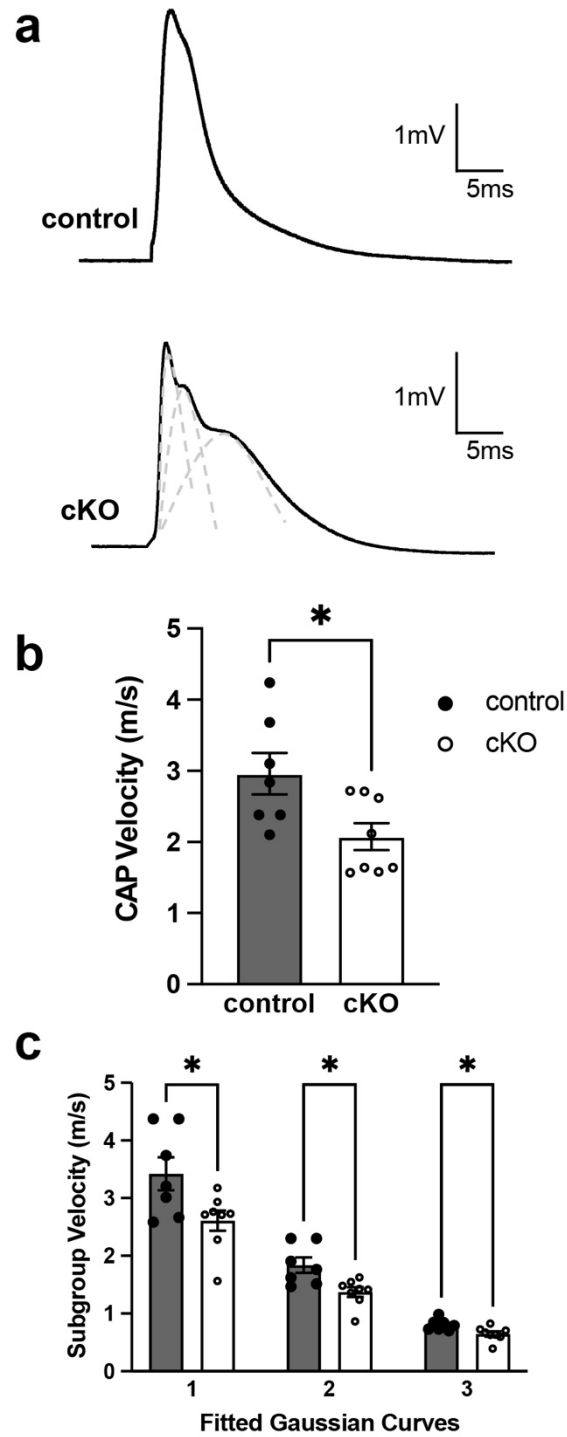 a
control
1mV
5ms
cKO
1mV
5ms
b
*
CAP Velocity (m/s)
5
4
3
2
1
0
control cKO
control
cKO
c
* * *
Subgroup Velocity (m/s)
5
4
3
2
1
0
1 2 3
Fitted Gaussian Curves